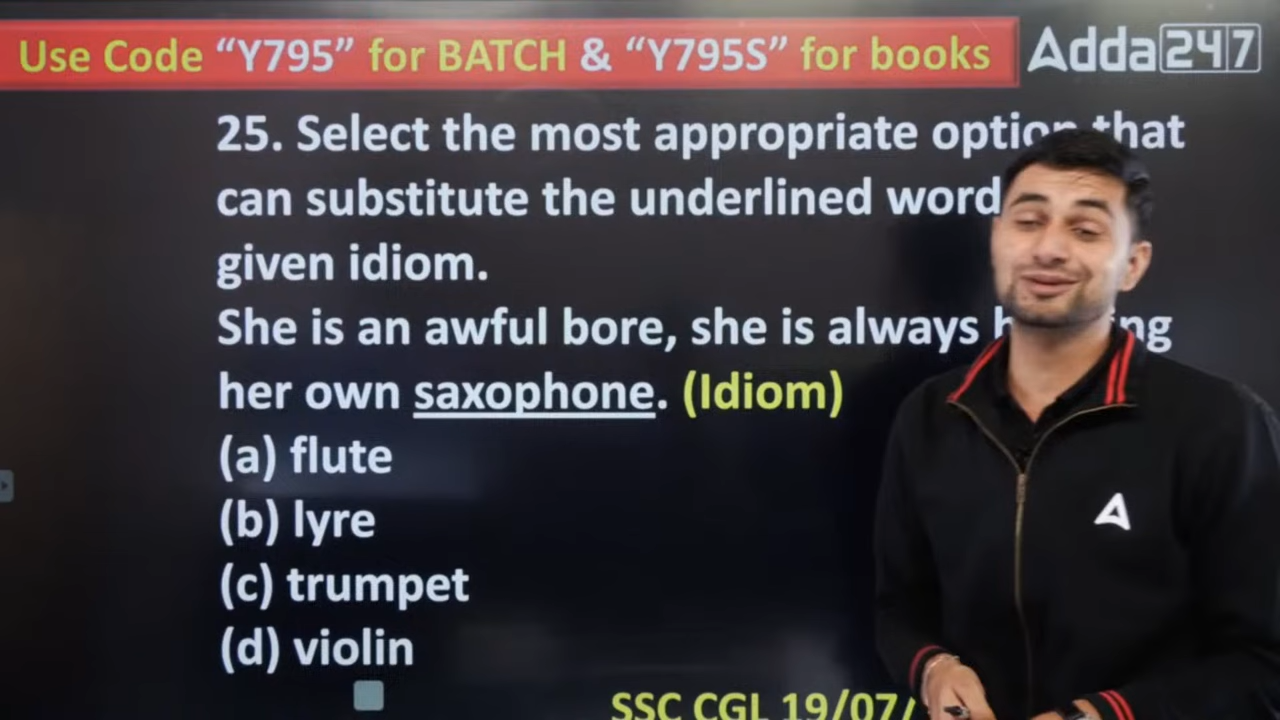 Use Code “Y795” for BATCH & “Y795S” for books
Adda247
25. Select the most appropriate option that
can substitute the underlined word
given idiom.
She is an awful bore, she is always
her own saxophone. (Idiom)
(a) flute
(b) lyre
(c) trumpet
(d) violin
SSC CGL 19/07/